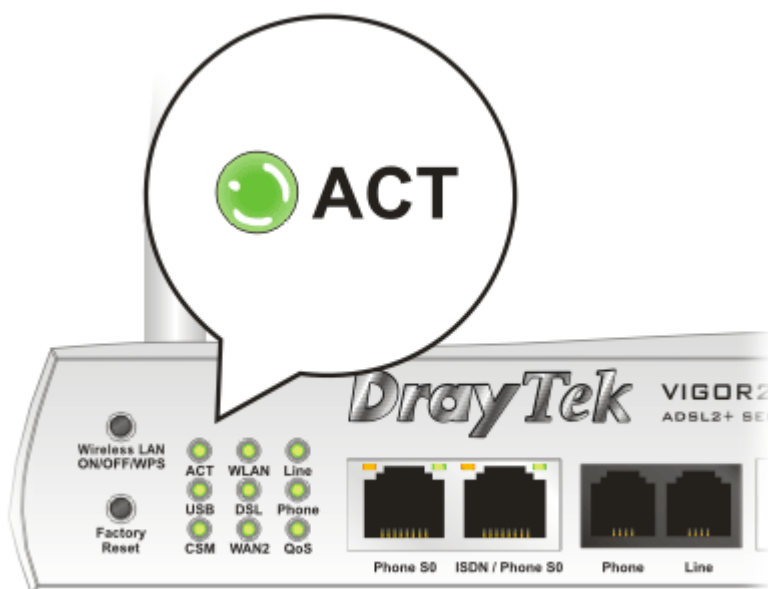 ACT
DrayTek VIGOR2
ADSL2+ SE
Wireless LAN
ON/OFF/WPS
ACT WLAN Line
USB DSL Phone
Factory
Reset
CSM WAN2 QoS
Phone S0 ISDN / Phone S0 Phone Line